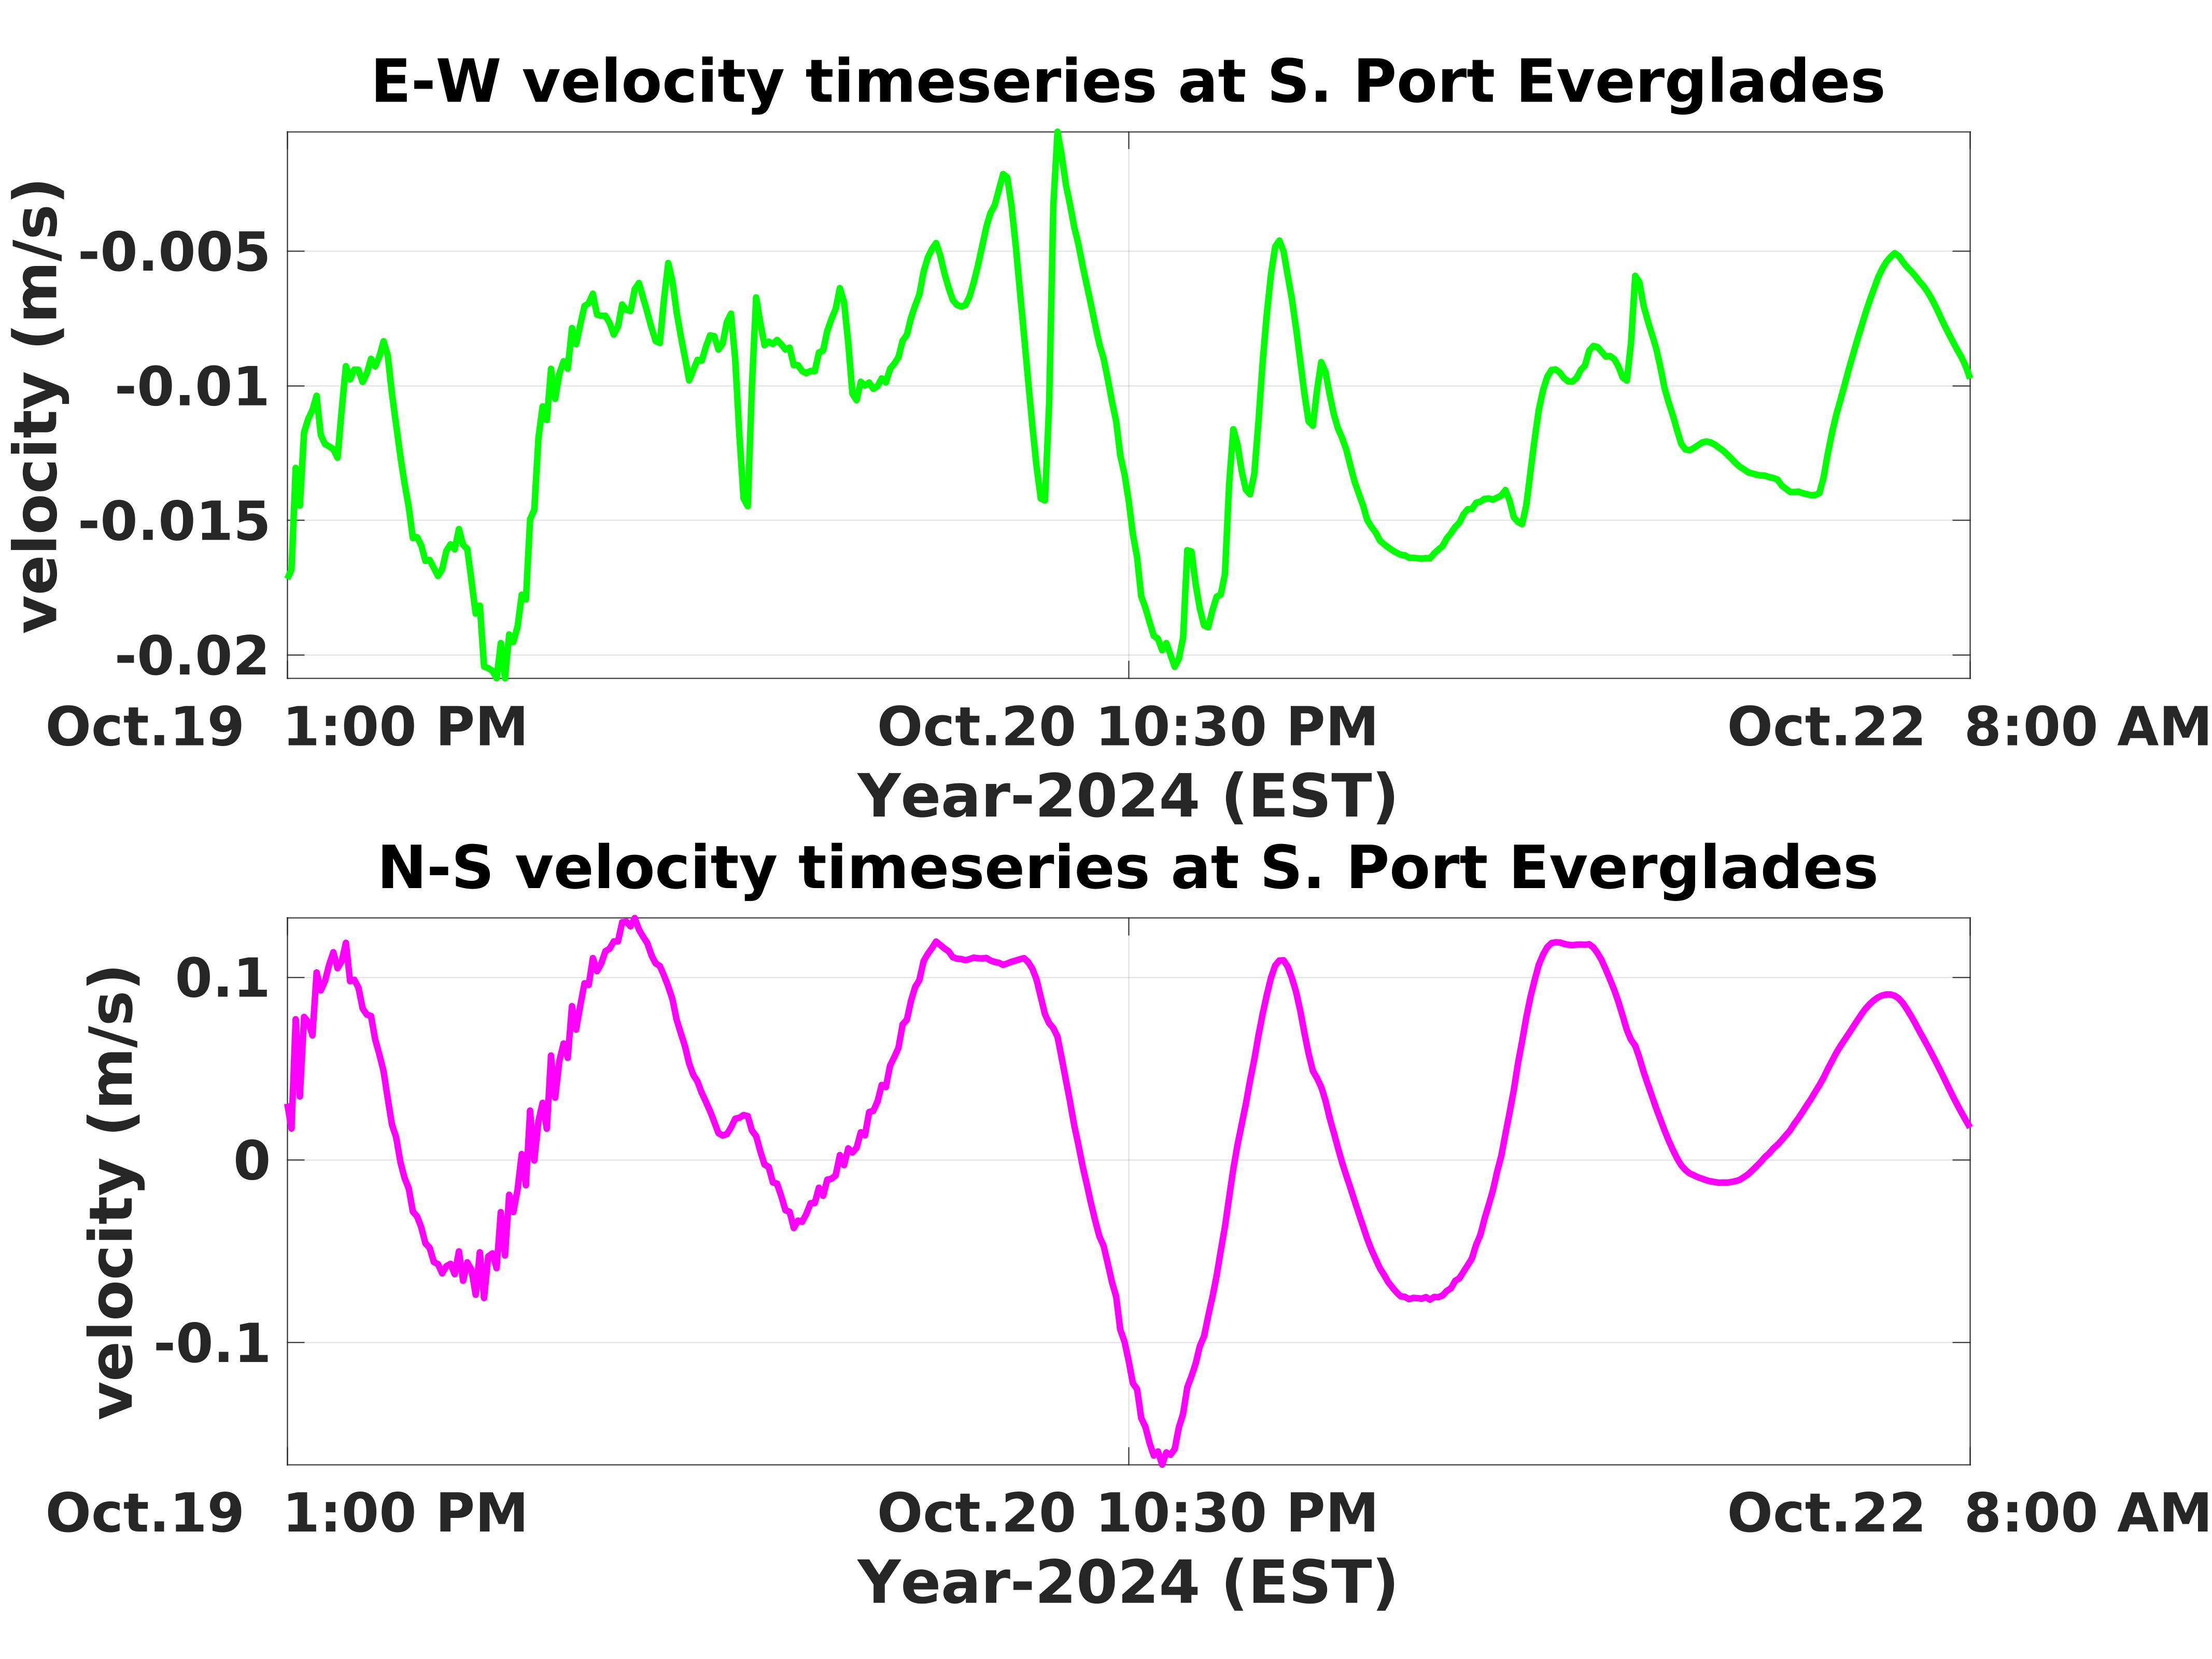 E-W velocity timeseries at S. Port Everglades
velocity (m/s)
-0.005
-0.01
-0.015
-0.02
Oct.19  1:00 PM Oct.20 10:30 PM Oct.22  8:00 AM
Year-2024 (EST)
N-S velocity timeseries at S. Port Everglades
velocity (m/s)
0.1
0
-0.1
Oct.19  1:00 PM Oct.20 10:30 PM Oct.22  8:00 AM
Year-2024 (EST)